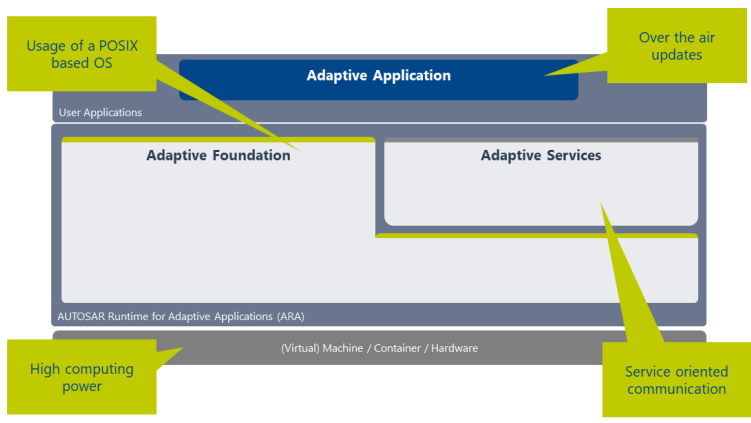 Usage of a POSIX
based OS
Over the air
updates
Adaptive Application
User Applications
Adaptive Foundation
Adaptive Services
AUTOSAR Runtime for Adaptive Applications (ARA)
(Virtual) Machine / Container / Hardware
High computing
power
Service oriented
communication